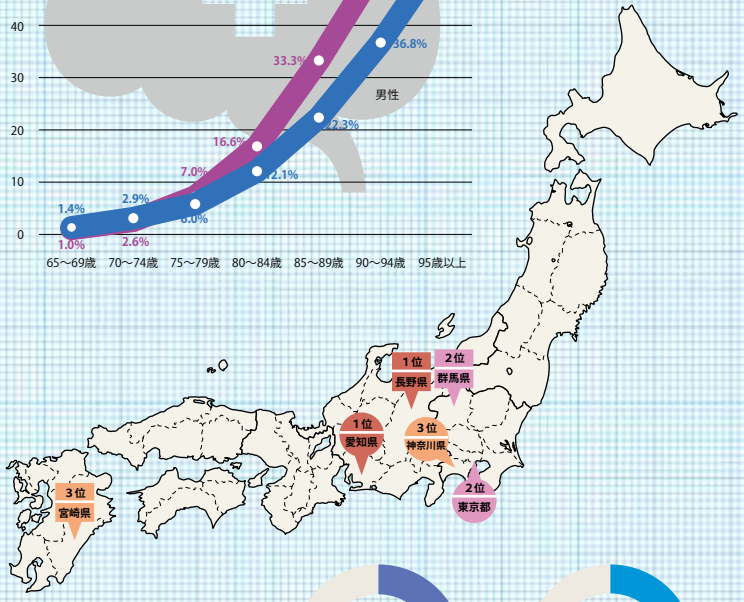 40
36.8%
33.3%
30
男性
20
22.3%
16.6%
7.0%
12.1%
10
2.9%
6.0%
1.4%
0
1.0%
2.6%
65〜69歳 70〜74歳 75〜79歳 80〜84歳 85〜89歳 90〜94歳 95歳以上
1位
長野県
2位
群馬県
1位
愛知県
3位
神奈川県
2位
東京都
3位
宮崎県